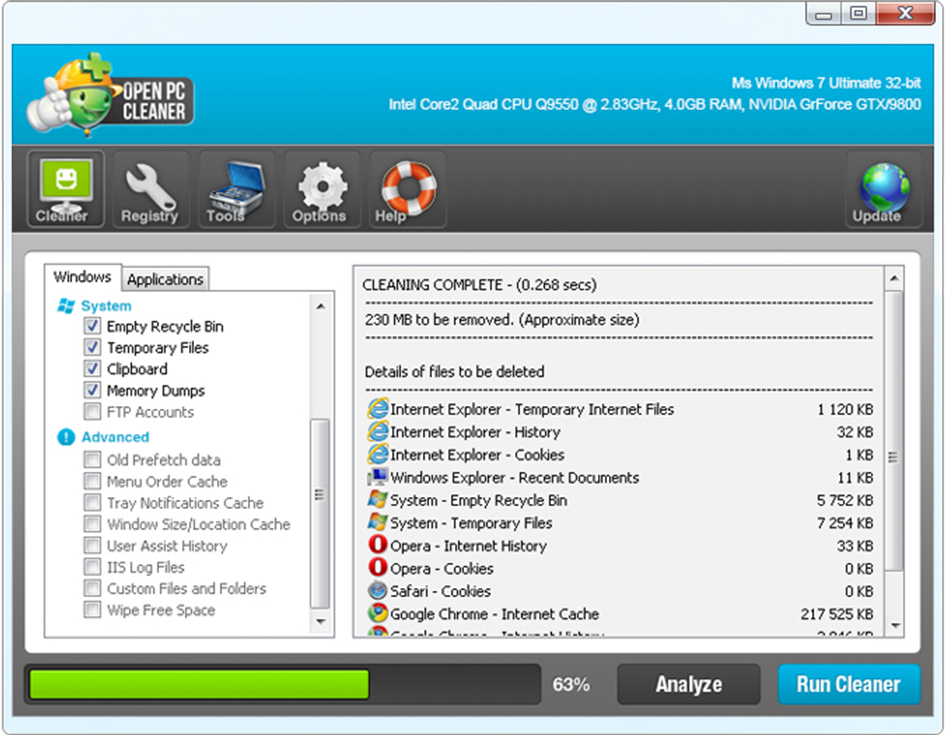 OPEN PC
CLEANER
Ms Windows 7 Ultimate 32-bit
Intel Core2 Quad CPU Q9550 @ 2.83GHz, 4.0GB RAM, NVIDIA GrForce GTX/9800
Cleaner
Registry
Tools
Options
Help
Update
Windows
Applications
System
Empty Recycle Bin
Temporary Files
Clipboard
Memory Dumps
FTP Accounts
Advanced
Old Prefetch data
Menu Order Cache
Tray Notifications Cache
Window Size/Location Cache
User Assist History
IIS Log Files
Custom Files and Folders
Wipe Free Space
CLEANING COMPLETE - (0.268 secs)
230 MB to be removed. (Approximate size)
Details of files to be deleted
Internet Explorer - Temporary Internet Files 1 120 KB
Internet Explorer - History 32 KB
Internet Explorer - Cookies 1 KB
Windows Explorer - Recent Documents 11 KB
System - Empty Recycle Bin 5 752 KB
System - Temporary Files 7 254 KB
Opera - Internet History 33 KB
Opera - Cookies 0 KB
Safari - Cookies 0 KB
Google Chrome - Internet Cache 217 525 KB
Google Chrome - Internet History
63%
Analyze
Run Cleaner